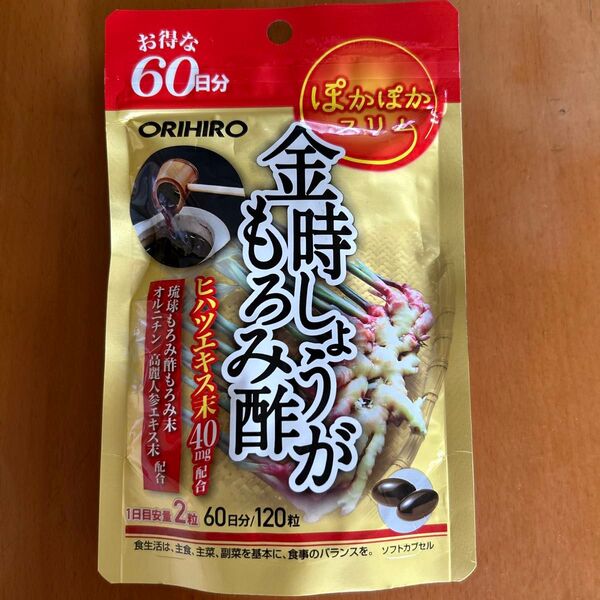 お得な
60日分
ぽかぽか
スリム
ORIHIRO
金時しょうが
もろみ酢
ヒハツエキス末
40mg配合
琉球もろみ酢もろみ末
オルニチン/高麗人参エキス末
配合
1日目安量2粒 60日分/120粒
食生活は、主食、主菜、副菜を基本に、食事のバランスを。 ソフトカプセル